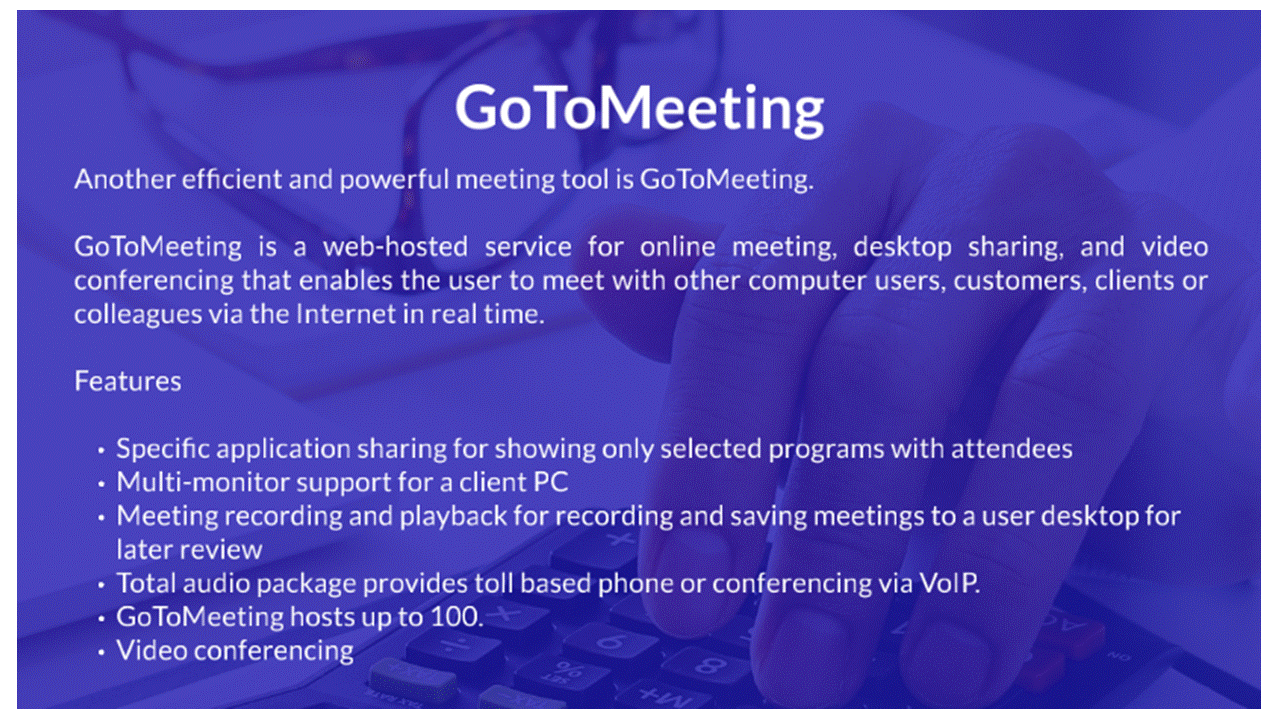 GoToMeeting
Another efficient and powerful meeting tool is GoToMeeting.
GoToMeeting is a web-hosted service for online meeting, desktop sharing, and video
conferencing that enables the user to meet with other computer users, customers, clients or
colleagues via the Internet in real time.
Features
• Specific application sharing for showing only selected programs with attendees
• Multi-monitor support for a client PC
• Meeting recording and playback for recording and saving meetings to a user desktop for
later review
• Total audio package provides toll based phone or conferencing via VoIP.
• GoToMeeting hosts up to 100.
• Video conferencing